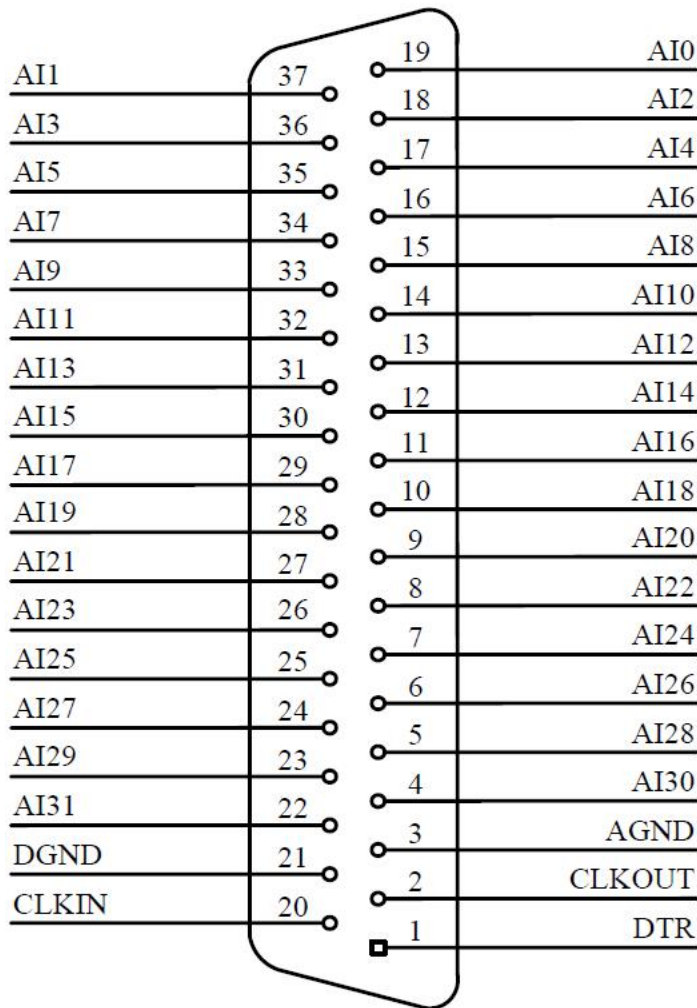 19 AI0
AI1 37
18 AI2
AI3 36
17 AI4
AI5 35
16 AI6
AI7 34
15 AI8
AI9 33
14 AI10
AI11 32
13 AI12
AI13 31
12 AI14
AI15 30
11 AI16
AI17 29
10 AI18
AI19 28
9 AI20
AI21 27
8 AI22
AI23 26
7 AI24
AI25 25
6 AI26
AI27 24
5 AI28
AI29 23
4 AI30
AI31 22
3 AGND
DGND 21
2 CLKOUT
CLKIN 20
1 DTR